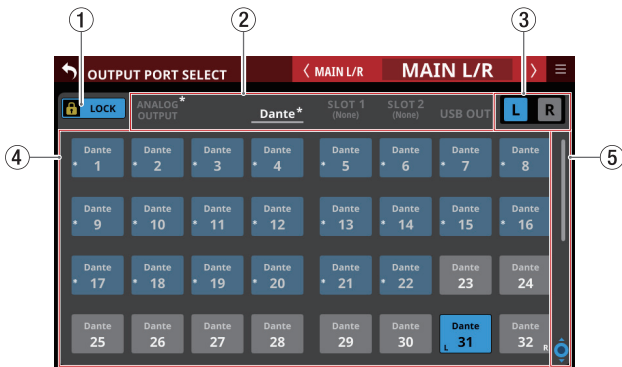 1
2
3
OUTPUT PORT SELECT
MAIN L/R
MAIN L/R
LOCK
ANALOG OUTPUT *
Dante *
SLOT 1 (None)
SLOT 2 (None)
USB OUT
L
R
4
5
Dante * 1
Dante * 2
Dante * 3
Dante * 4
Dante * 5
Dante * 6
Dante * 7
Dante * 8
Dante * 9
Dante * 10
Dante * 11
Dante * 12
Dante * 13
Dante * 14
Dante * 15
Dante * 16
Dante * 17
Dante * 18
Dante * 19
Dante * 20
Dante * 21
Dante * 22
Dante 23
Dante 24
Dante 25
Dante 26
Dante 27
Dante 28
Dante 29
Dante 30
Dante L 31
Dante 32 R